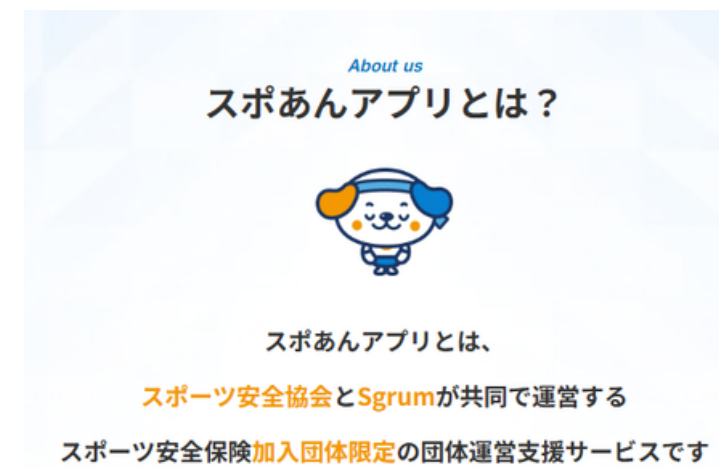 About us
スポあんアプリとは？
スポあんアプリとは、
スポーツ安全協会とSgrumが共同で運営する
スポーツ安全保険加入団体限定の団体運営支援サービスです